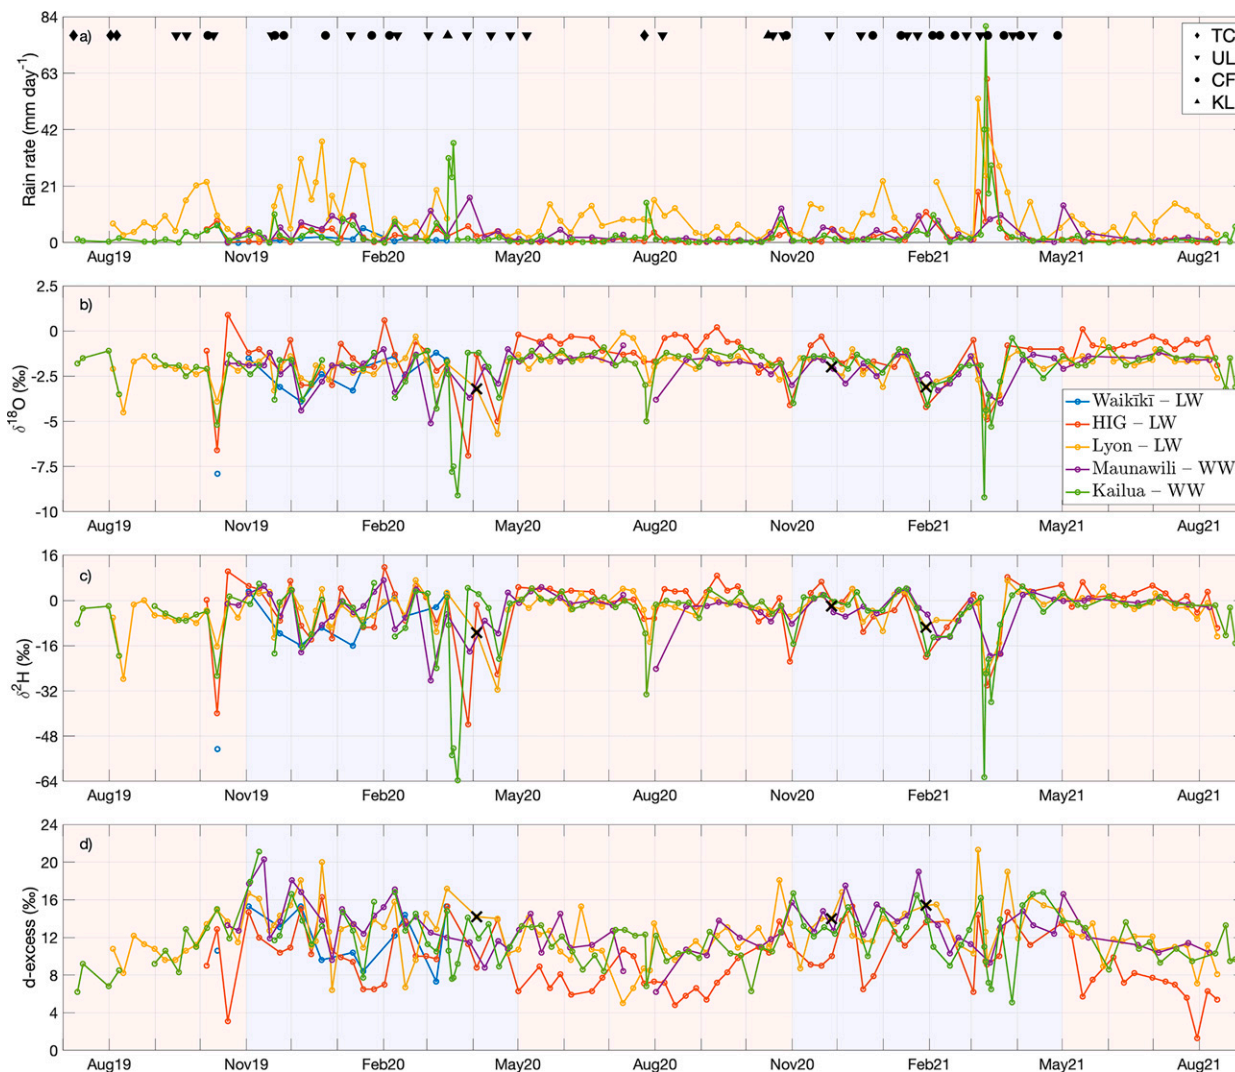 84
63
42
21
0
Rain rate (mm day⁻¹)
a)
TC
UL
CF
KL
Aug19 Nov19 Feb20 May20 Aug20 Nov20 Feb21 May21 Aug21
2.5
0
-2.5
-5
-7.5
-10
δ¹⁸O (‰)
b)
Waikīkī – LW
HIG – LW
Lyon – LW
Maunawili – WW
Kailua – WW
Aug19 Nov19 Feb20 May20 Aug20 Nov20 Feb21 May21 Aug21
16
0
-16
-32
-48
-64
δ²H (‰)
c)
Aug19 Nov19 Feb20 May20 Aug20 Nov20 Feb21 May21 Aug21
24
20
16
12
8
4
0
d-excess (‰)
d)
Aug19 Nov19 Feb20 May20 Aug20 Nov20 Feb21 May21 Aug21